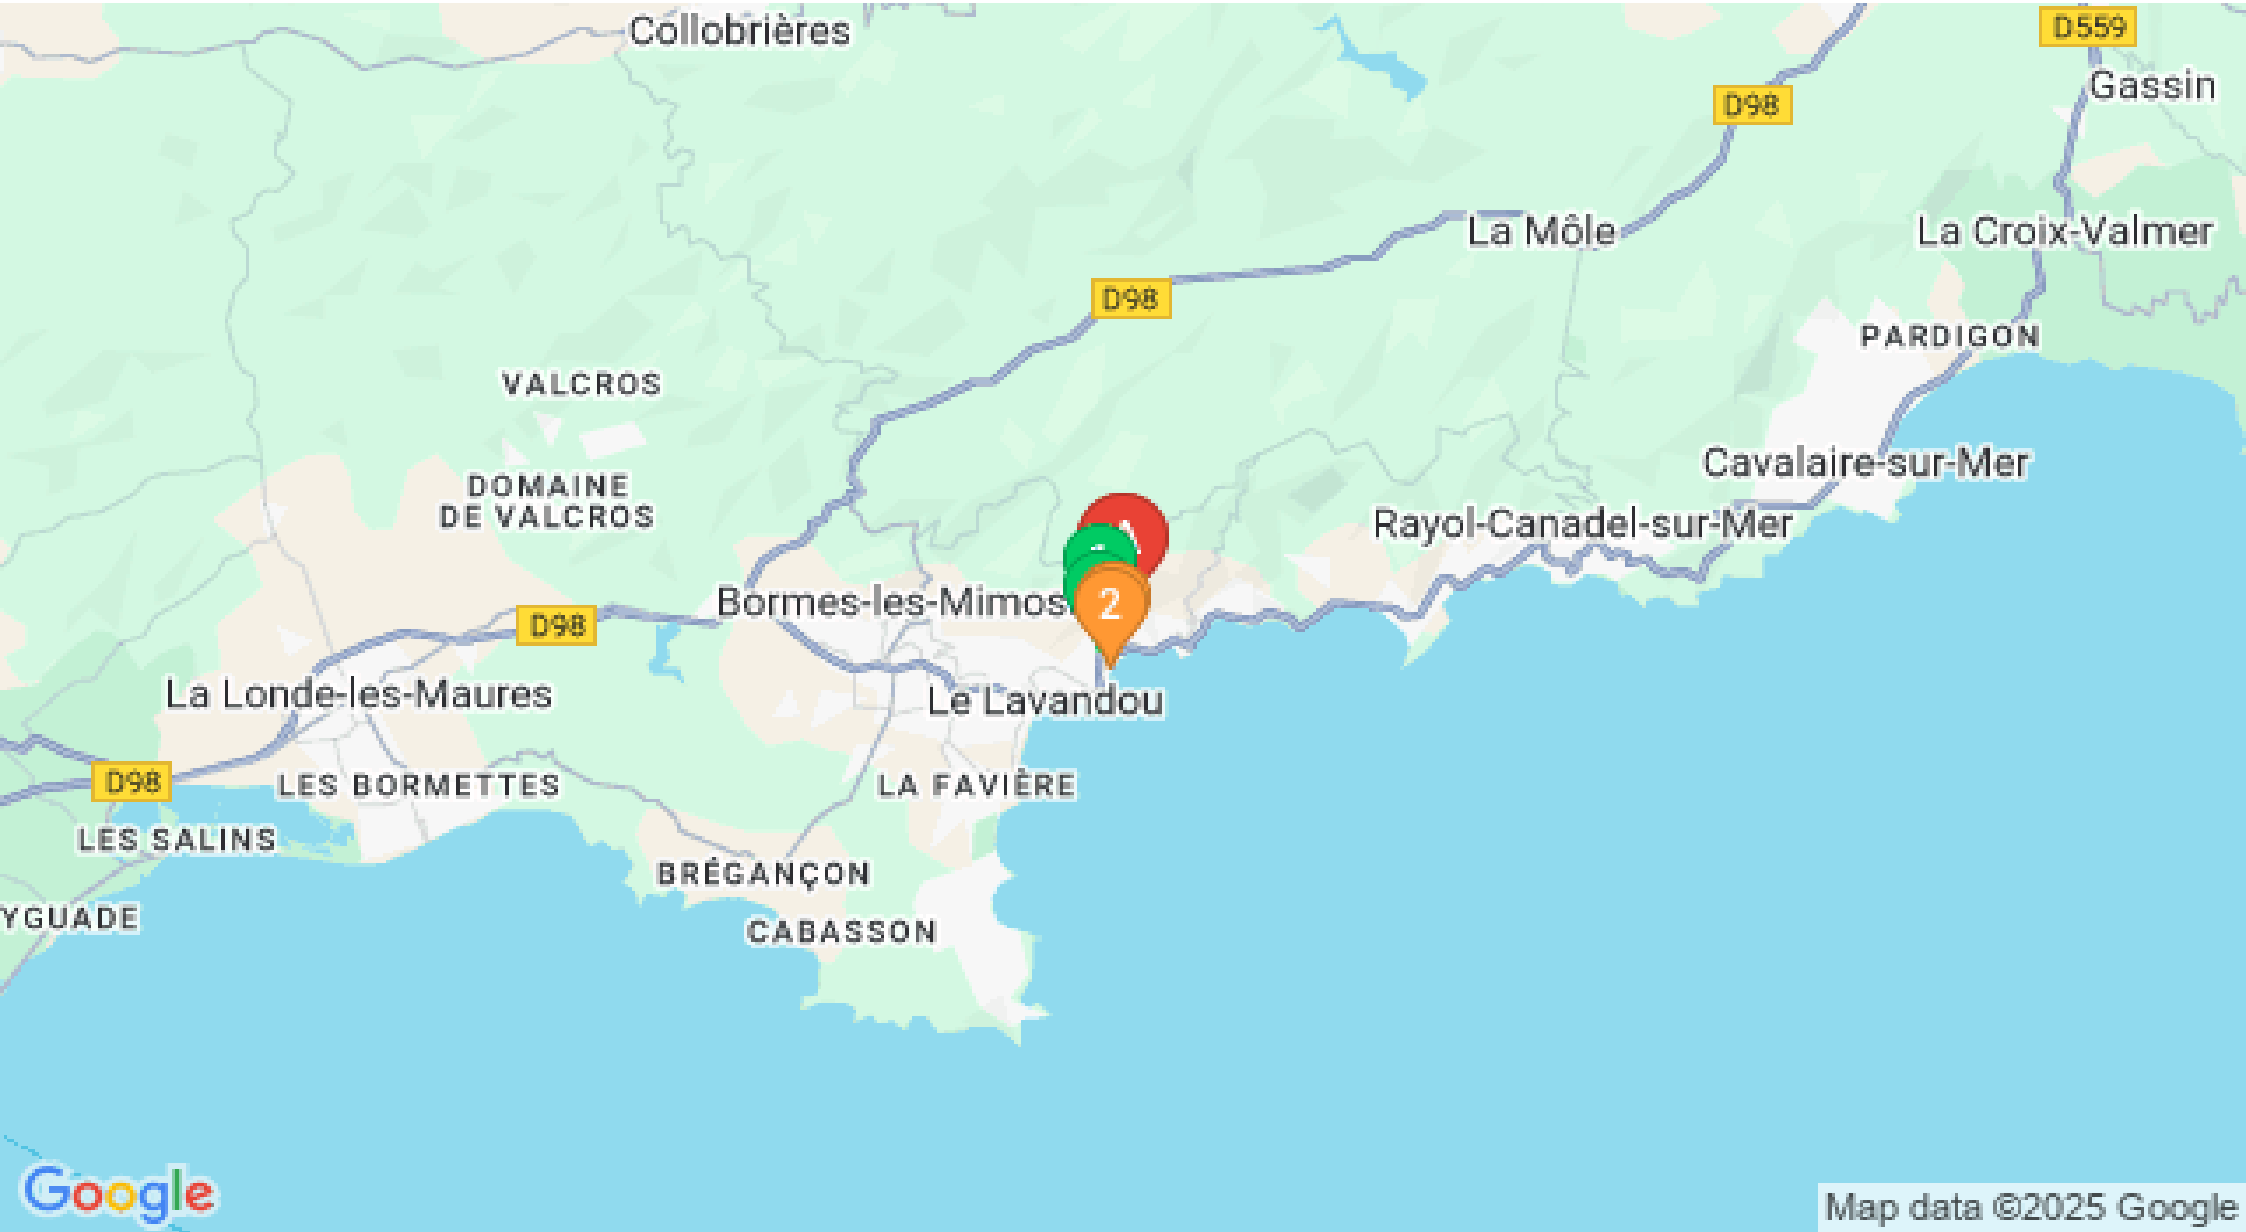 Collobrières
D559
Gassin
D98
La Môle
La Croix-Valmer
D98
PARDIGON
VALCROS
Cavalaire-sur-Mer
DOMAINE
DE VALCROS
Rayol-Canadel-sur-Mer
A
Bormes-les-Mimos
2
D98
La Londe-les-Maures
Le Lavandou
D98
LES BORMETTES
LA FAVIÈRE
LES SALINS
BRÉGANÇON
YGUADE
CABASSON
Google
Map data ©2025 Google